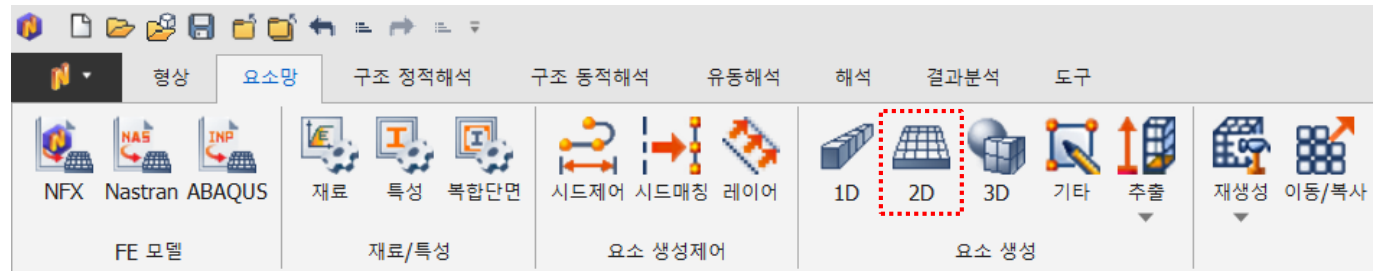 형상 요소망 구조 정적해석 구조 동적해석 유동해석 해석 결과분석 도구
NAS INP
NFX Nastran ABAQUS 재료 특성 복합단면 시드제어 시드매칭 레이어 1D 2D 3D 기타 추출 재생성 이동/복사
FE 모델 재료/특성 요소 생성제어 요소 생성